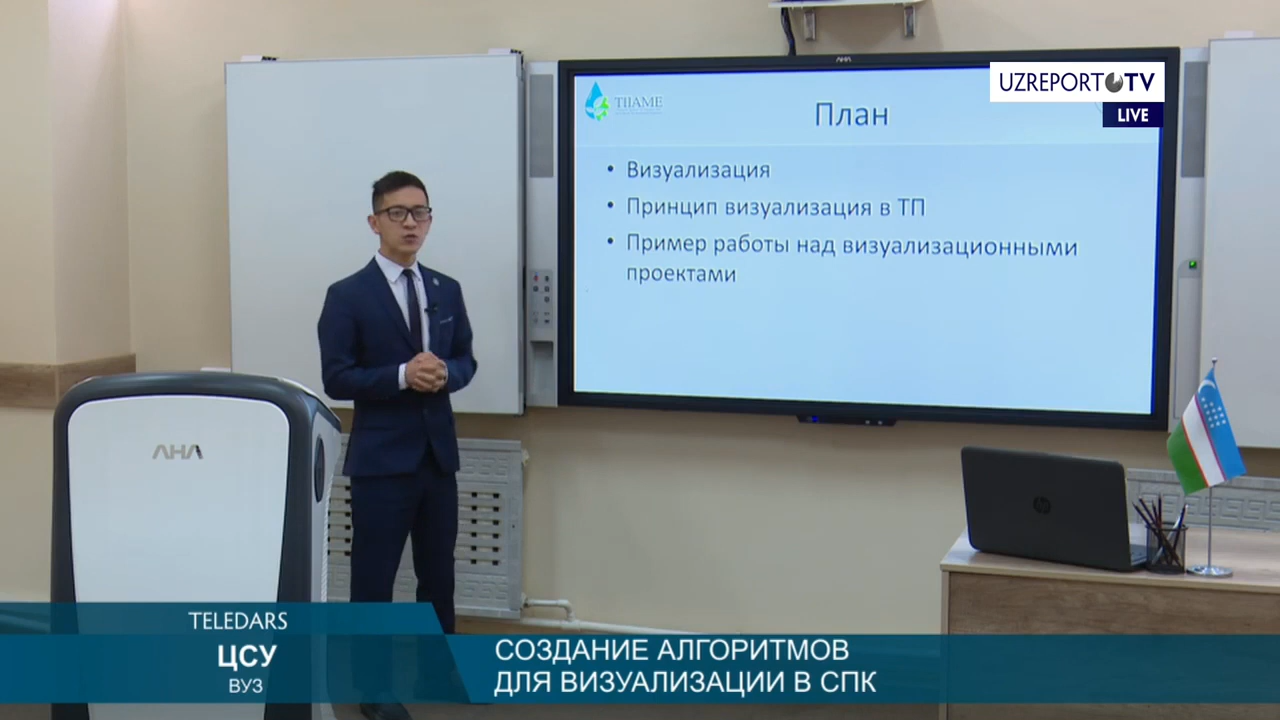 AHA
UZREPORT TV
LIVE
TIIAME
План
• Визуализация
• Принцип визуализация в ТП
• Пример работы над визуализационными
проектами
AHA
hp
TELEDARS
ЦСУ
ВУЗ
СОЗДАНИЕ АЛГОРИТМОВ
ДЛЯ ВИЗУАЛИЗАЦИИ В СПК